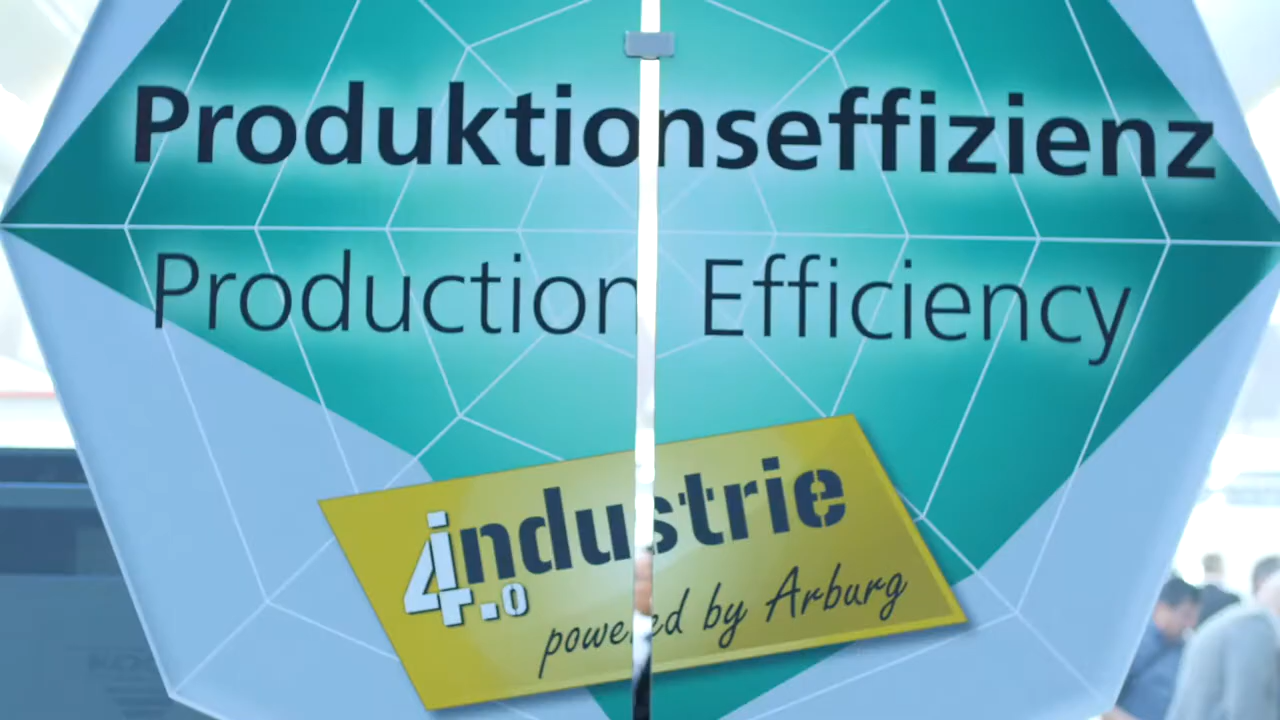 Produktionseffizienz
Production Efficiency
industrie
4.0
powered by Arburg